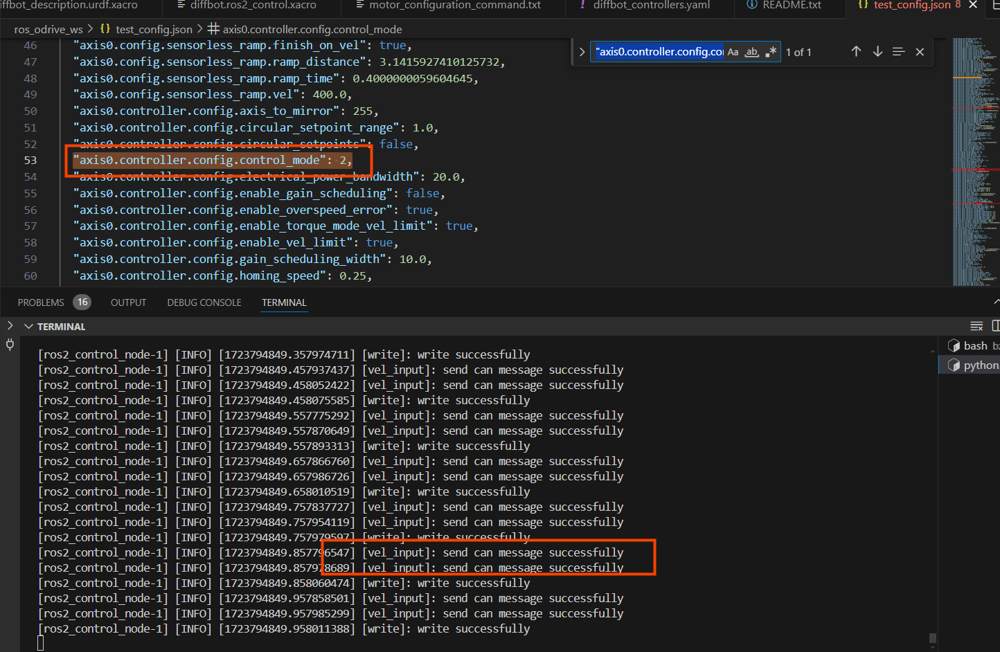 iffbot_description.urdf.xacro diffbot.ros2_control.xacro motor_configuration_command.txt ! diffbot_controllers.yaml README.txt {} test_config.json 8
ros_odrive_ws > {} test_config.json > axis0.controller.config.control_mode
46 "axis0.config.sensorless_ramp.finish_on_vel": true,
47 "axis0.config.sensorless_ramp.ramp_distance": 3.1415927410125732,
48 "axis0.config.sensorless_ramp.ramp_time": 0.4000000059604645,
49 "axis0.config.sensorless_ramp.vel": 400.0,
50 "axis0.controller.config.axis_to_mirror": 255,
51 "axis0.controller.config.circular_setpoint_range": 1.0,
52 "axis0.controller.config.circular_setpoints": false,
53 "axis0.controller.config.control_mode": 2,
54 "axis0.controller.config.electrical_power_bandwidth": 20.0,
55 "axis0.controller.config.enable_gain_scheduling": false,
56 "axis0.controller.config.enable_overspeed_error": true,
57 "axis0.controller.config.enable_torque_mode_vel_limit": true,
58 "axis0.controller.config.enable_vel_limit": true,
59 "axis0.controller.config.gain_scheduling_width": 10.0,
60 "axis0.controller.config.homing_speed": 0.25,
"axis0.controller.config.co Aa ab .* 1 of 1
PROBLEMS 16 OUTPUT DEBUG CONSOLE TERMINAL
TERMINAL
[ros2_control_node-1] [INFO] [1723794849.357974711] [write]: write successfully
[ros2_control_node-1] [INFO] [1723794849.457937437] [vel_input]: send can message successfully
[ros2_control_node-1] [INFO] [1723794849.458052422] [vel_input]: send can message successfully
[ros2_control_node-1] [INFO] [1723794849.458075585] [write]: write successfully
[ros2_control_node-1] [INFO] [1723794849.557775292] [vel_input]: send can message successfully
[ros2_control_node-1] [INFO] [1723794849.557870649] [vel_input]: send can message successfully
[ros2_control_node-1] [INFO] [1723794849.557893313] [write]: write successfully
[ros2_control_node-1] [INFO] [1723794849.657866760] [vel_input]: send can message successfully
[ros2_control_node-1] [INFO] [1723794849.657986726] [vel_input]: send can message successfully
[ros2_control_node-1] [INFO] [1723794849.658010519] [write]: write successfully
[ros2_control_node-1] [INFO] [1723794849.757837727] [vel_input]: send can message successfully
[ros2_control_node-1] [INFO] [1723794849.757954119] [vel_input]: send can message successfully
[ros2_control_node-1] [INFO] [1723794849.757979597] [write]: write successfully
[ros2_control_node-1] [INFO] [1723794849.857796547] [vel_input]: send can message successfully
[ros2_control_node-1] [INFO] [1723794849.857978689] [vel_input]: send can message successfully
[ros2_control_node-1] [INFO] [1723794849.858060474] [write]: write successfully
[ros2_control_node-1] [INFO] [1723794849.957858501] [vel_input]: send can message successfully
[ros2_control_node-1] [INFO] [1723794849.957985299] [vel_input]: send can message successfully
[ros2_control_node-1] [INFO] [1723794849.958011388] [write]: write successfully
bash
python